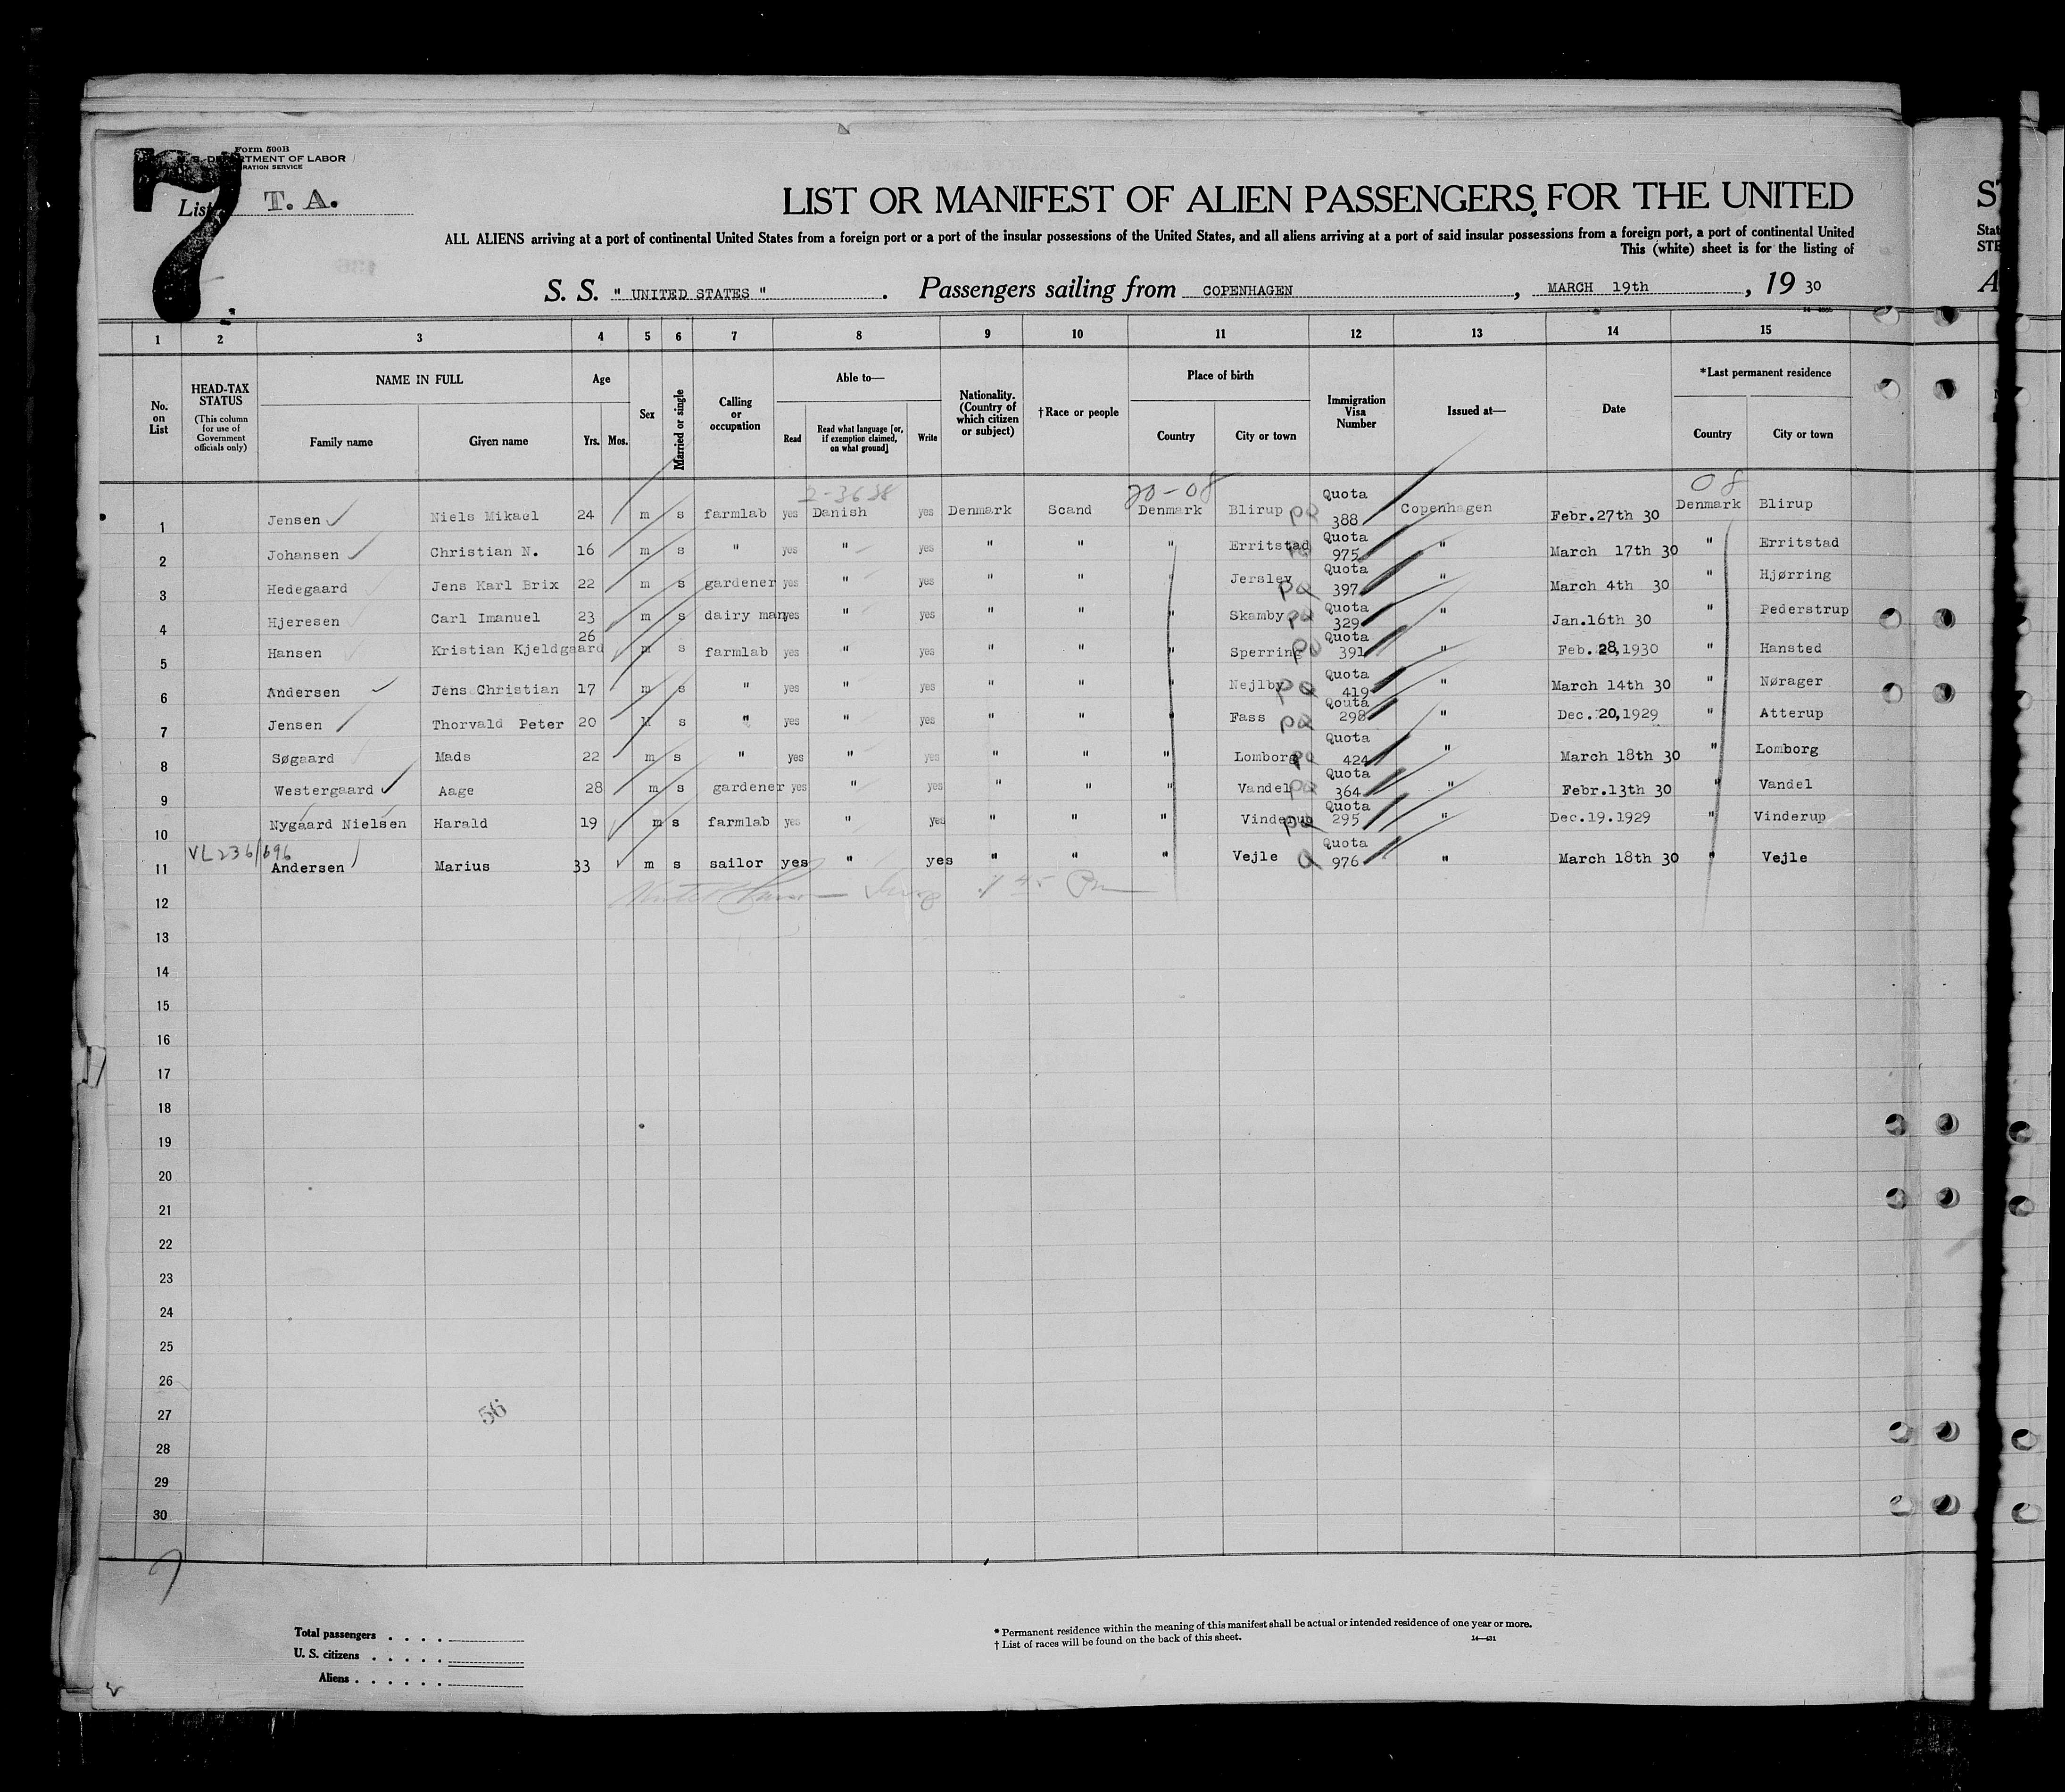 Form 500B
U. S. DEPARTMENT OF LABOR
IMMIGRATION SERVICE
7
List T. A.
LIST OR MANIFEST OF ALIEN PASSENGERS FOR THE UNITED
ALL ALIENS arriving at a port of continental United States from a foreign port or a port of the insular possessions of the United States, and all aliens arriving at a port of said insular possessions from a foreign port, a port of continental United
This (white) sheet is for the listing of
S. S. " UNITED STATES " . Passengers sailing from COPENHAGEN , MARCH 19th , 19 30
1 2 3 4 5 6 7 8 9 10 11 12 13 14 15
No. on List
HEAD-TAX STATUS (This column for use of Government officials only)
NAME IN FULL
Family name Given name
Age
Yrs. Mos.
Sex
Married or single
Calling or occupation
Able to—
Read Read what language [or, if exemption claimed, on what ground] Write
Nationality. (Country of which citizen or subject)
†Race or people
Place of birth
Country City or town
Immigration Visa Number
Issued at—
Date
*Last permanent residence
Country City or town
20-08 08
1 Jensen Niels Mikael 24 m s farmlab yes Danish yes Denmark Scand Denmark Blirup Quota 388 Copenhagen Febr.27th 30 Denmark Blirup
2 Johansen Christian N. 16 m s " yes " yes " " " Erritstad Quota 975 " March 17th 30 " Erritstad
3 Hedegaard Jens Karl Brix 22 m s gardener yes " yes " " " Jerslev Quota 397 " March 4th 30 " Hjørring
4 Hjeresen Carl Imanuel 23 m s dairy man yes " yes " " " Skamby Quota 329 " Jan.16th 30 " Pederstrup
5 Hansen Kristian Kjeldgaard 26 m s farmlab yes " yes " " " Sperring Quota 391 " Feb. 28,1930 " Hansted
6 Andersen Jens Christian 17 m s " yes " yes " " " Nejlby Quota 419 " March 14th 30 " Nørager
7 Jensen Thorvald Peter 20 M s " yes " yes " " " Fass Qouta 298 " Dec. 20,1929 " Atterup
8 Søgaard Mads 22 m s " yes " yes " " " Lomborg Quota 424 " March 18th 30 " Lomborg
9 Westergaard Aage 28 m s gardener yes " yes " " " Vandel Quota 364 " Febr.13th 30 " Vandel
10 Nygaard Nielsen Harald 19 m s farmlab yes " yes " " " Vinderup Quota 295 " Dec.19.1929 " Vinderup
VL236/696
11 Andersen Marius 33 m s sailor yes " yes " " " Vejle Quota 976 " March 18th 30 " Vejle
12
13
14
15
16
17
18
19
20
21
22
23
24
25
26
27
28
29
30
56
Total passengers
U. S. citizens
Aliens
* Permanent residence within the meaning of this manifest shall be actual or intended residence of one year or more.
† List of races will be found on the back of this sheet.
14—421